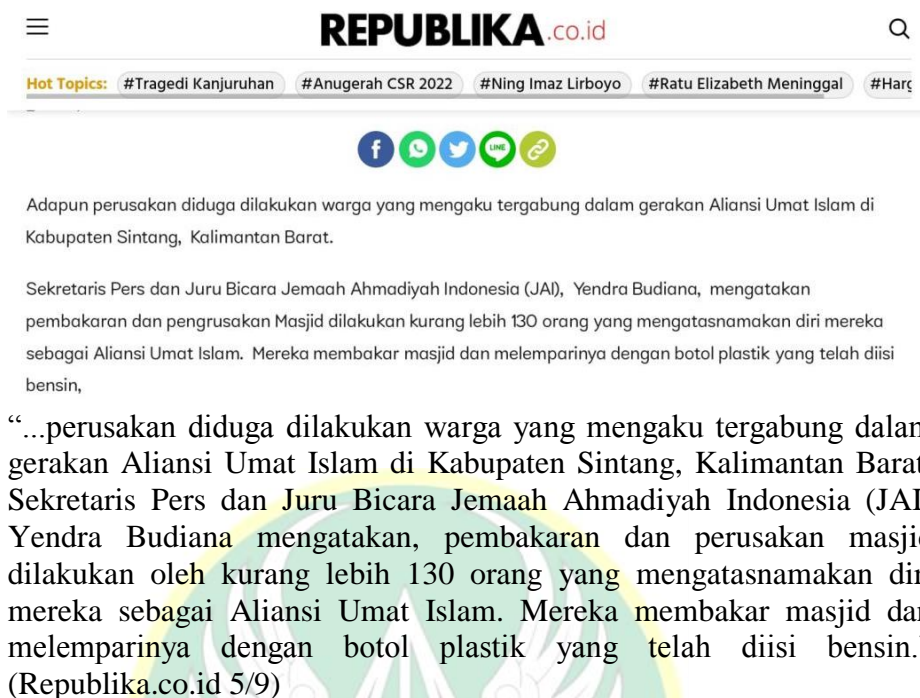 REPUBLIKA.co.id
Hot Topics: #Tragedi Kanjuruhan #Anugerah CSR 2022 #Ning Imaz Lirboyo #Ratu Elizabeth Meninggal #Harg
LINE
Adapun perusakan diduga dilakukan warga yang mengaku tergabung dalam gerakan Aliansi Umat Islam di
Kabupaten Sintang, Kalimantan Barat.
Sekretaris Pers dan Juru Bicara Jemaah Ahmadiyah Indonesia (JAI), Yendra Budiana, mengatakan
pembakaran dan pengrusakan Masjid dilakukan kurang lebih 130 orang yang mengatasnamakan diri mereka
sebagai Aliansi Umat Islam. Mereka membakar masjid dan melemparinya dengan botol plastik yang telah diisi
bensin,
“...perusakan diduga dilakukan warga yang mengaku tergabung dalam
gerakan Aliansi Umat Islam di Kabupaten Sintang, Kalimantan Barat
Sekretaris Pers dan Juru Bicara Jemaah Ahmadiyah Indonesia (JAI
Yendra Budiana mengatakan, pembakaran dan perusakan masji
dilakukan oleh kurang lebih 130 orang yang mengatasnamakan dir
mereka sebagai Aliansi Umat Islam. Mereka membakar masjid da
melemparinya dengan botol plastik yang telah diisi bensin.
(Republika.co.id 5/9)